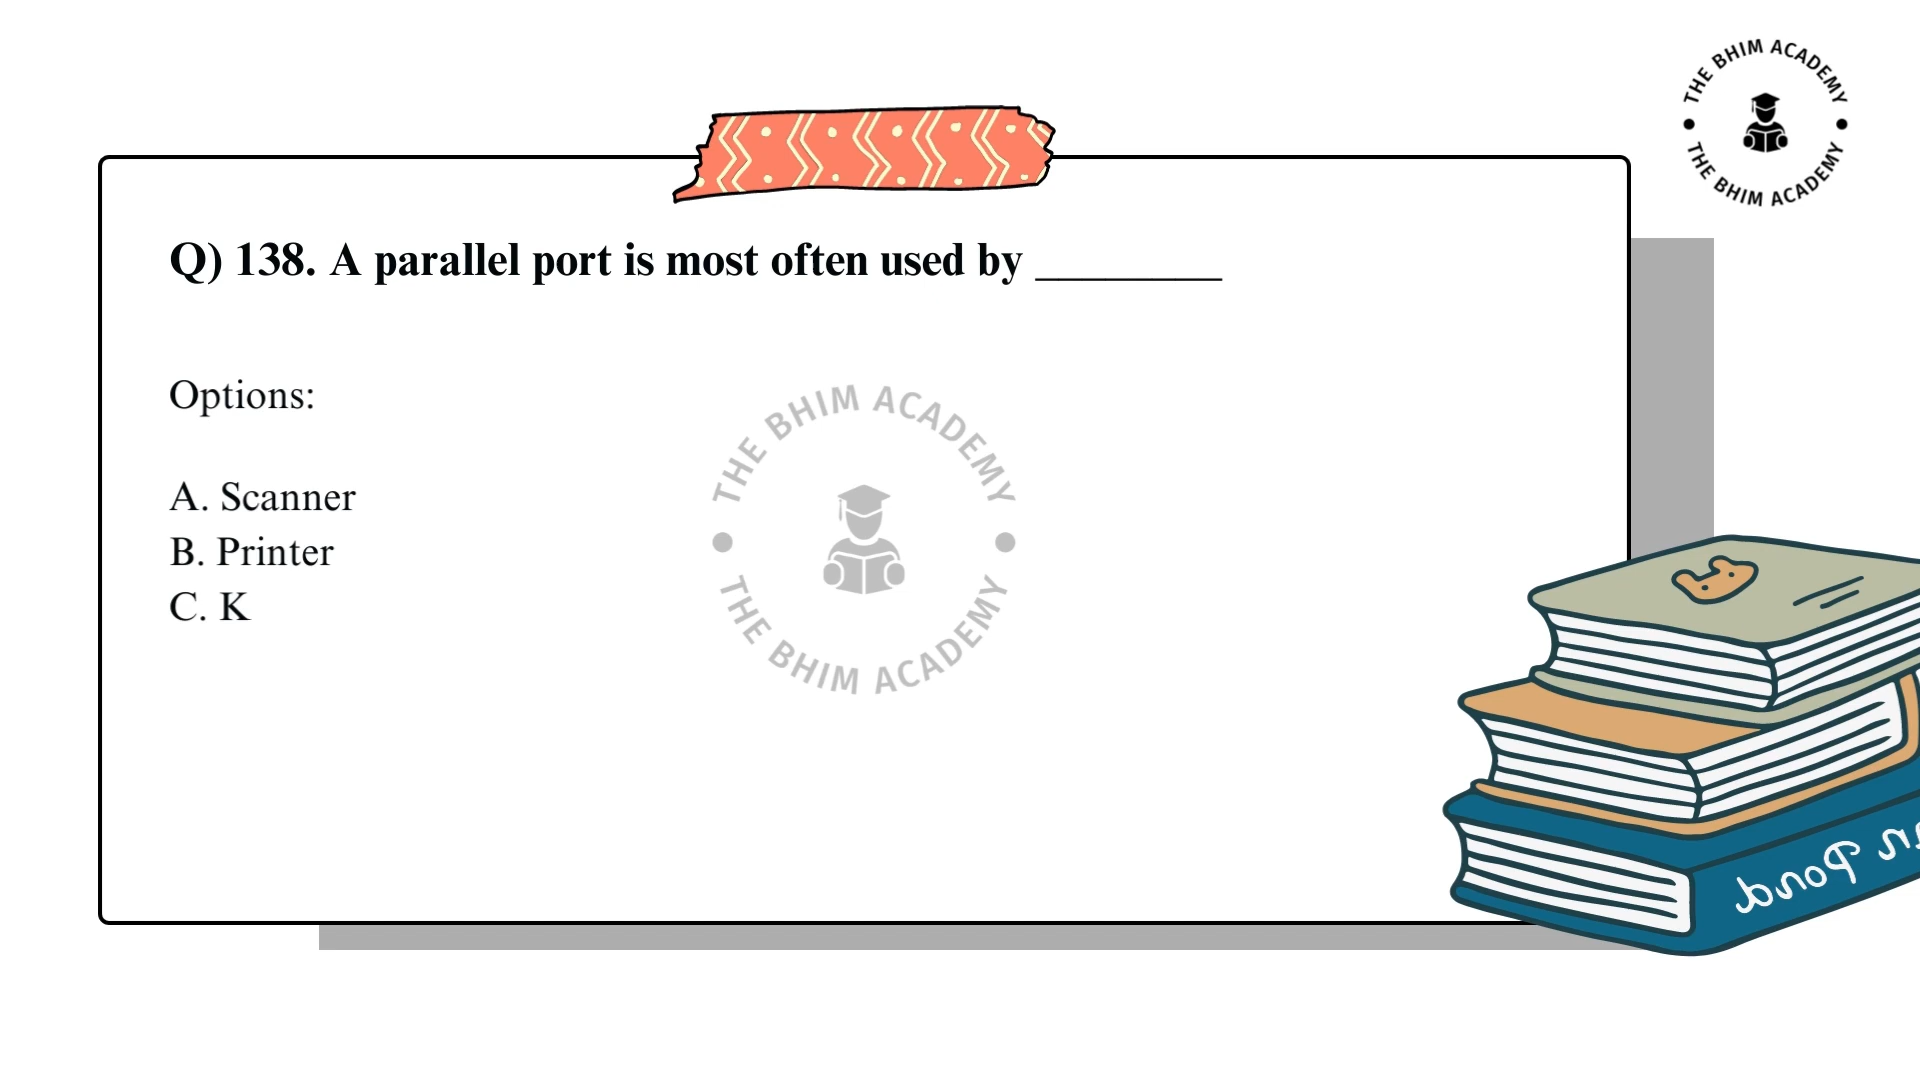 THE BHIM ACADEMY
THE BHIM ACADEMY
Q) 138. A parallel port is most often used by ________
Options:
A. Scanner
B. Printer
C. K
THE BHIM ACADEMY
THE BHIM ACADEMY
Pond